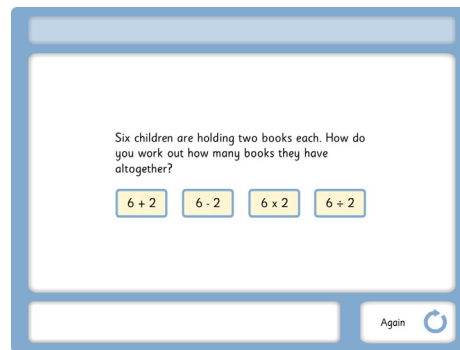 Six children are holding two books each. How do
you work out how many books they have
altogether?
6 + 2
6 - 2
6 x 2
6 ÷ 2
Again